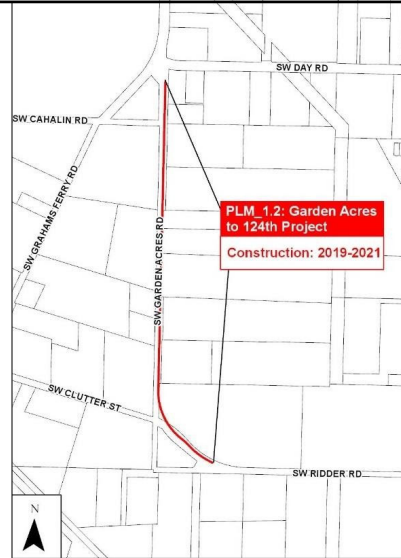 SW DAY RD
SW CAHALIN RD
SW GRAHAMS FERRY RD
PLM_1.2: Garden Acres
to 124th Project
Construction: 2019-2021
SW GARDEN ACRES RD
SW CLUTTER ST
SW RIDDER RD
N